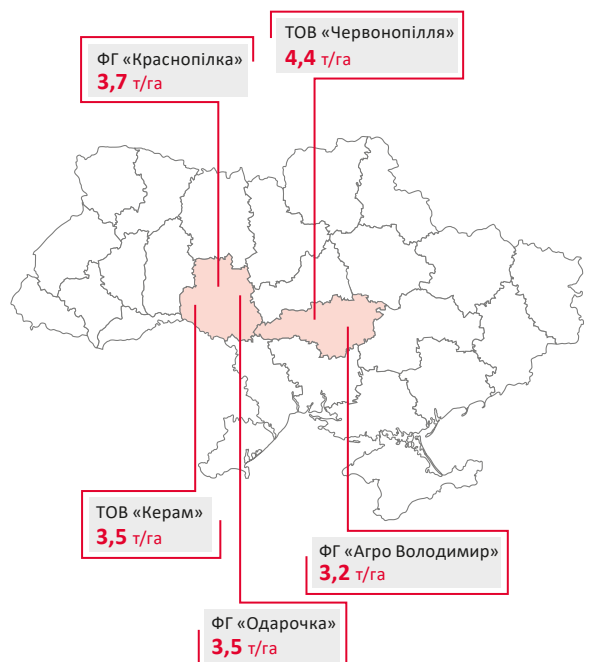 ТОВ «Червонопілля»
4,4 т/га
ФГ «Краснопілка»
3,7 т/га
ТОВ «Керам»
3,5 т/га
ФГ «Агро Володимир»
3,2 т/га
ФГ «Одарочка»
3,5 т/га